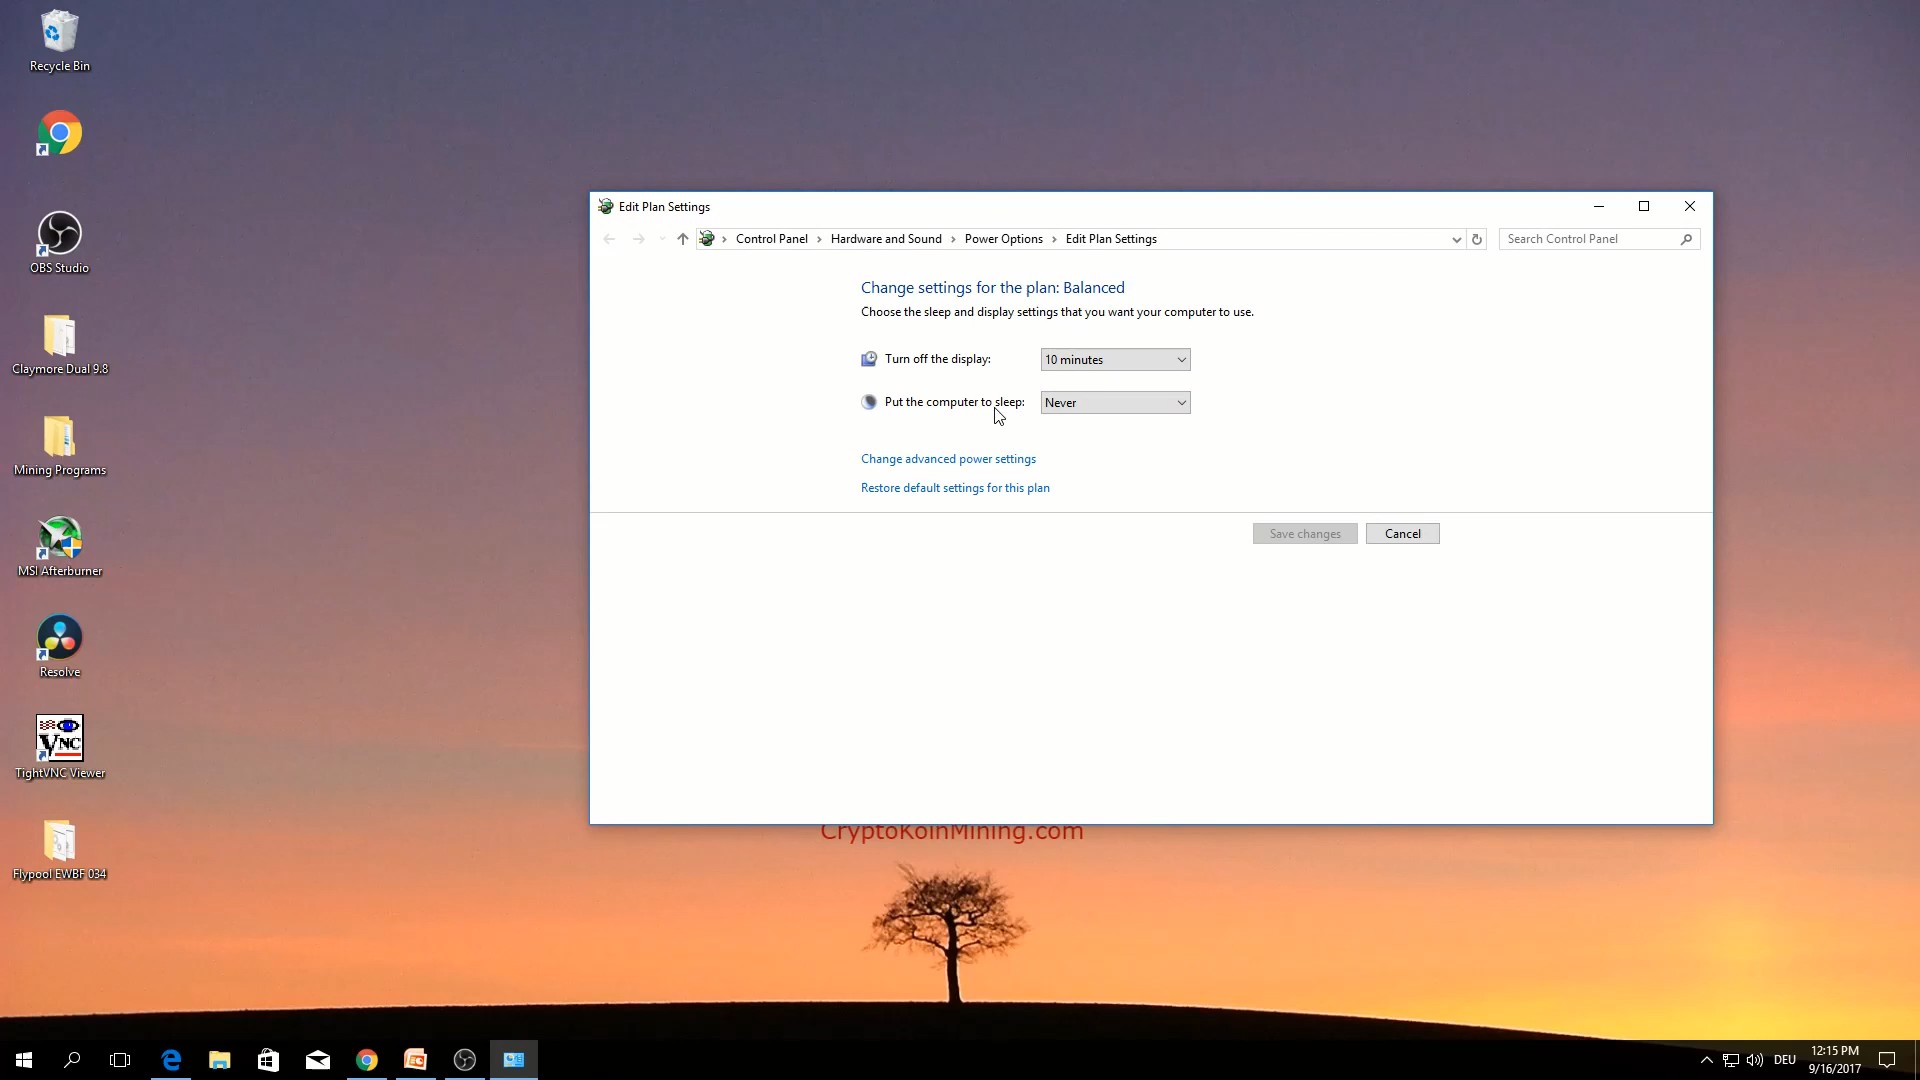 Recycle Bin
OBS Studio
Claymore Dual 9.8
Mining Programs
MSI Afterburner
Resolve
VNC
TightVNC Viewer
Flypool EWBF 034
Edit Plan Settings
Control Panel
Hardware and Sound
Power Options
Edit Plan Settings
Search Control Panel
Change settings for the plan: Balanced
Choose the sleep and display settings that you want your computer to use.
Turn off the display:
10 minutes
Put the computer to sleep:
Never
Change advanced power settings
Restore default settings for this plan
Save changes
Cancel
CryptoKoinMining.com
DEU
12:15 PM
9/16/2017